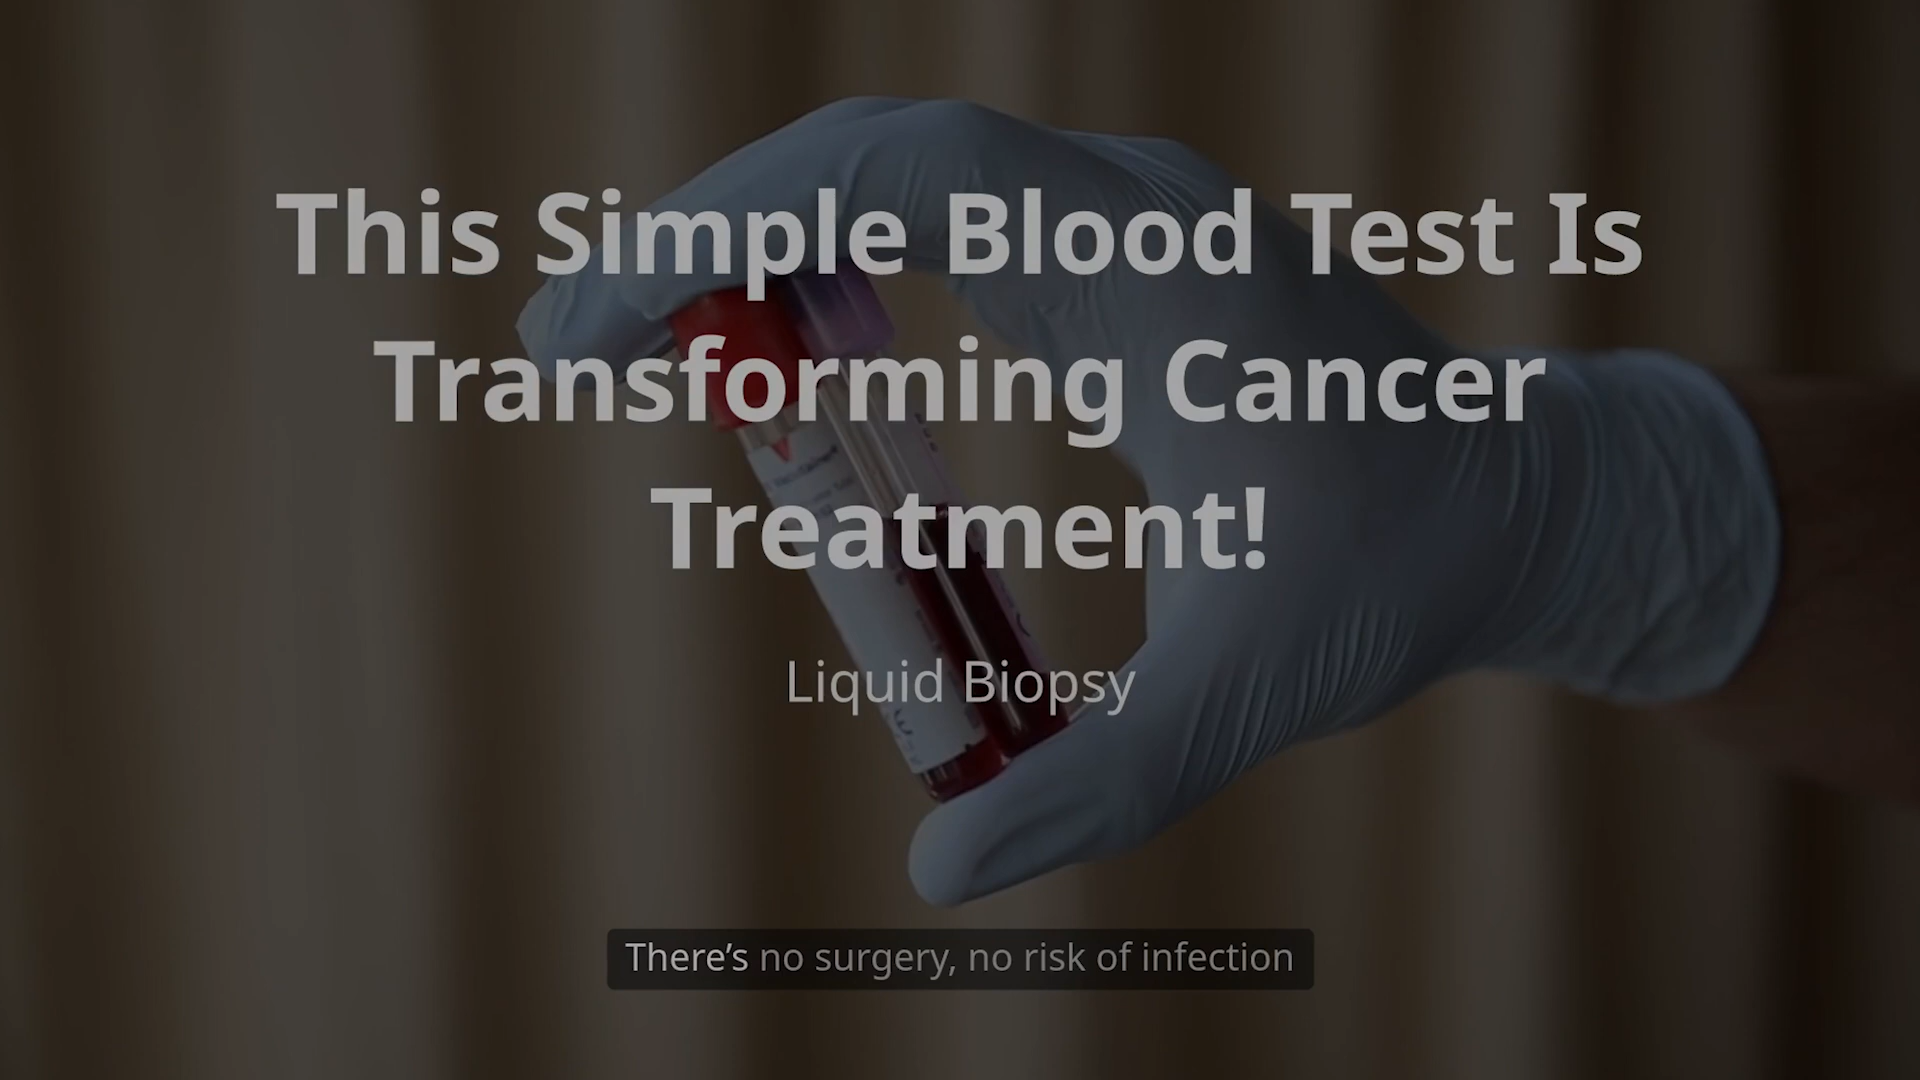 This Simple Blood Test Is
Transforming Cancer
Treatment!
Liquid Biopsy
There’s no surgery, no risk of infection